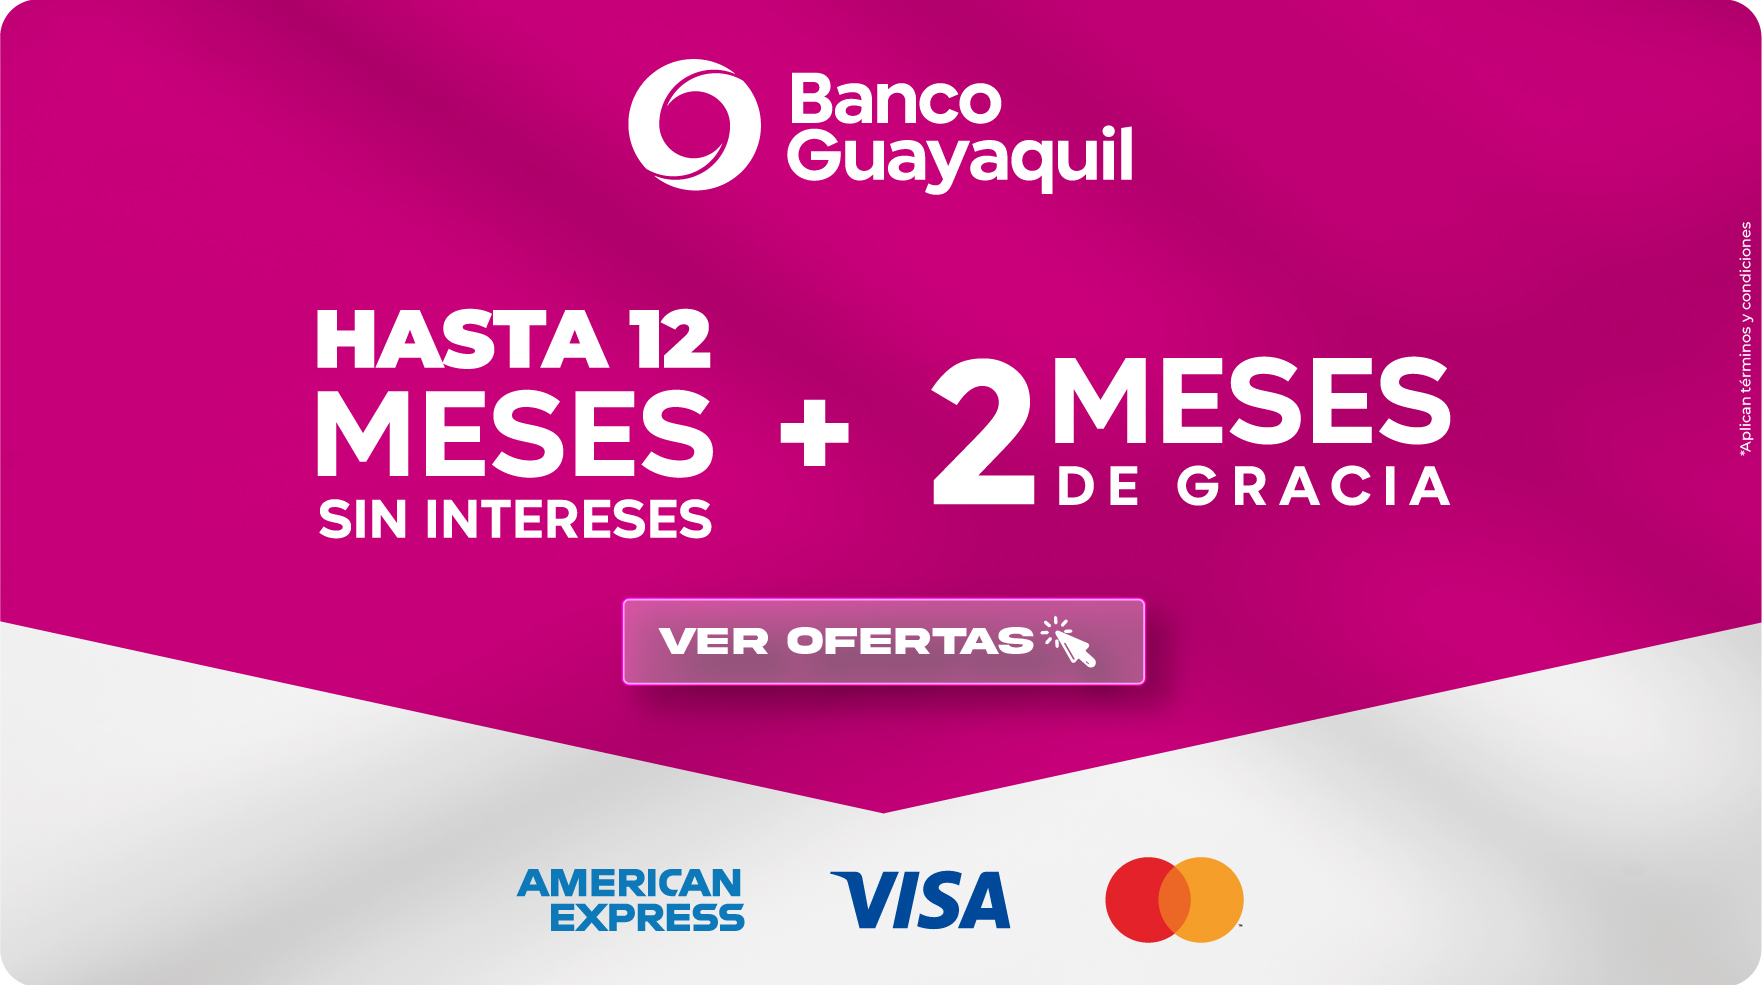 Banco
Guayaquil
HASTA 12
MESES
SIN INTERESES
+
2 MESES
DE GRACIA
VER OFERTAS
*Aplican términos y condiciones
AMERICAN
EXPRESS
VISA